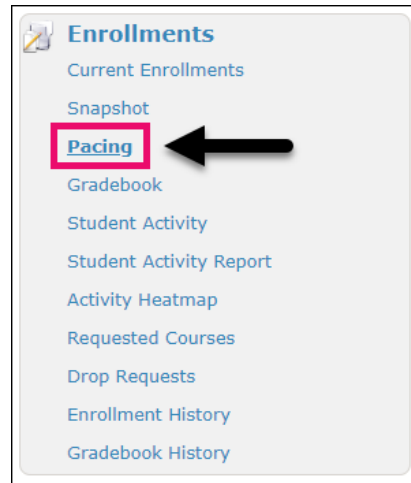 Enrollments
Current Enrollments
Snapshot
Pacing
Gradebook
Student Activity
Student Activity Report
Activity Heatmap
Requested Courses
Drop Requests
Enrollment History
Gradebook History